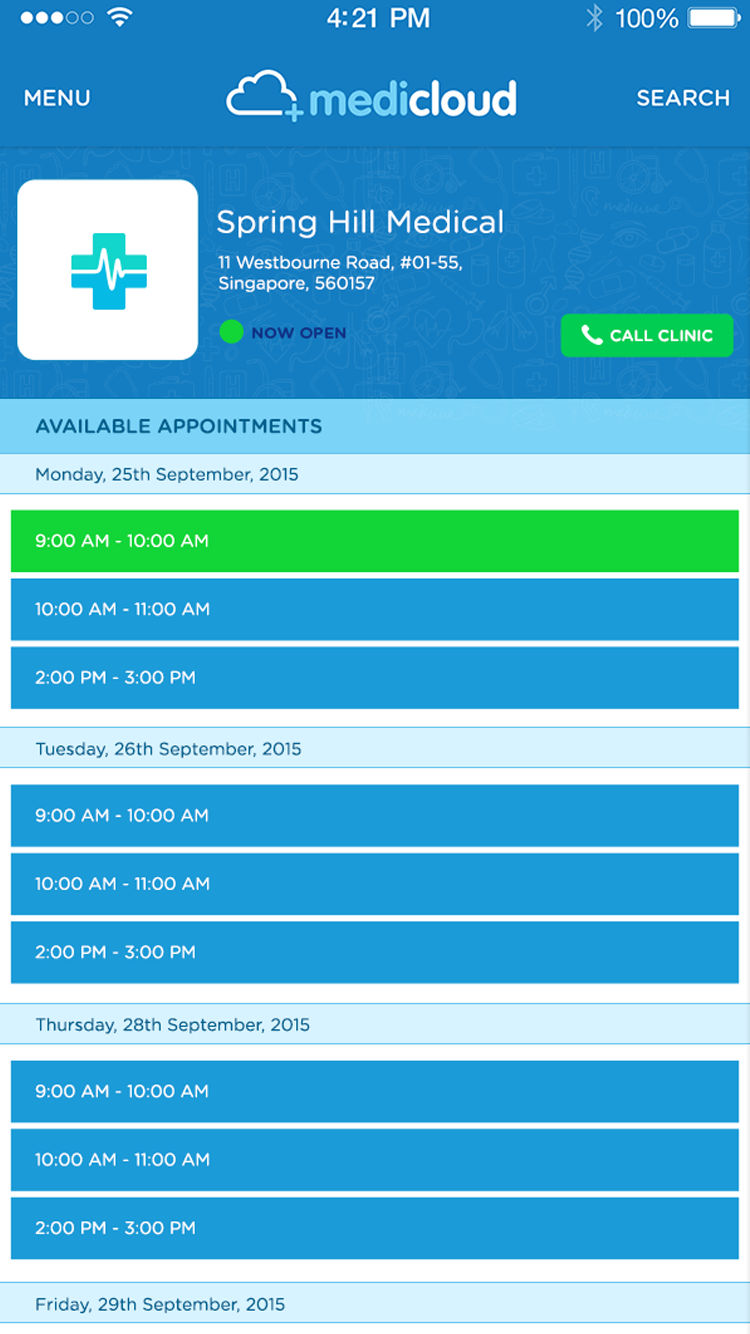 4:21 PM
100%
MENU
medicloud
SEARCH
Spring Hill Medical
11 Westbourne Road, #01-55,
Singapore, 560157
NOW OPEN
CALL CLINIC
AVAILABLE APPOINTMENTS
Monday, 25th September, 2015
9:00 AM - 10:00 AM
10:00 AM - 11:00 AM
2:00 PM - 3:00 PM
Tuesday, 26th September, 2015
9:00 AM - 10:00 AM
10:00 AM - 11:00 AM
2:00 PM - 3:00 PM
Thursday, 28th September, 2015
9:00 AM - 10:00 AM
10:00 AM - 11:00 AM
2:00 PM - 3:00 PM
Friday, 29th September, 2015